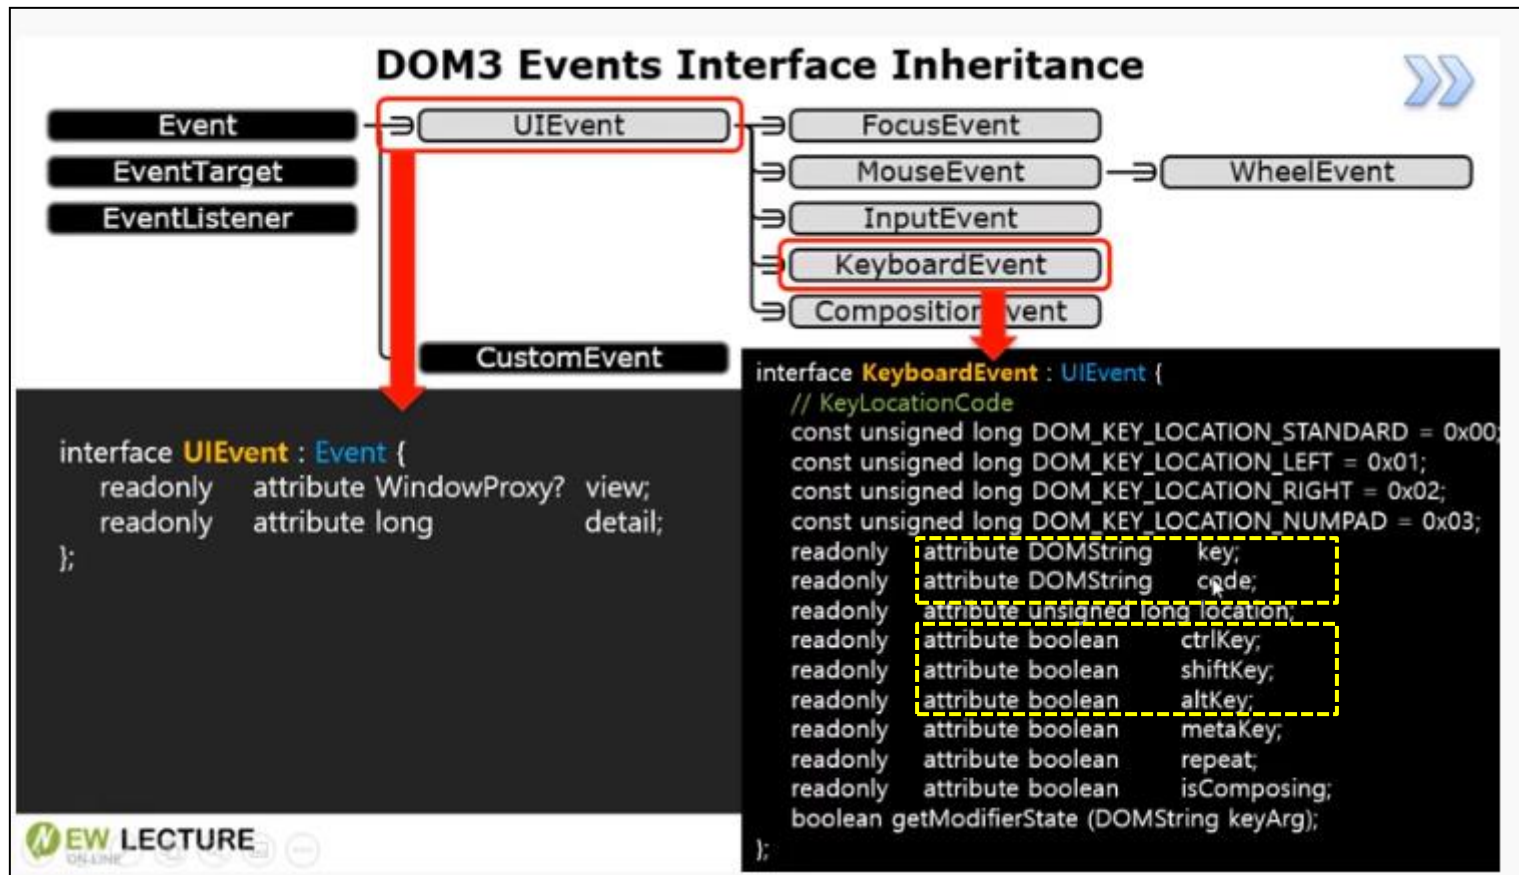 DOM3 Events Interface Inheritance
Event
UIEvent
FocusEvent
EventTarget
MouseEvent
WheelEvent
EventListener
InputEvent
KeyboardEvent
CompositionEvent
CustomEvent
interface UIEvent : Event {
readonly attribute WindowProxy? view;
readonly attribute long detail;
};
interface KeyboardEvent : UIEvent {
// KeyLocationCode
const unsigned long DOM_KEY_LOCATION_STANDARD = 0x00;
const unsigned long DOM_KEY_LOCATION_LEFT = 0x01;
const unsigned long DOM_KEY_LOCATION_RIGHT = 0x02;
const unsigned long DOM_KEY_LOCATION_NUMPAD = 0x03;
readonly attribute DOMString key;
readonly attribute DOMString code;
readonly attribute unsigned long location;
readonly attribute boolean ctrlKey;
readonly attribute boolean shiftKey;
readonly attribute boolean altKey;
readonly attribute boolean metaKey;
readonly attribute boolean repeat;
readonly attribute boolean isComposing;
boolean getModifierState (DOMString keyArg);
};
NEW LECTURE
ON-LINE